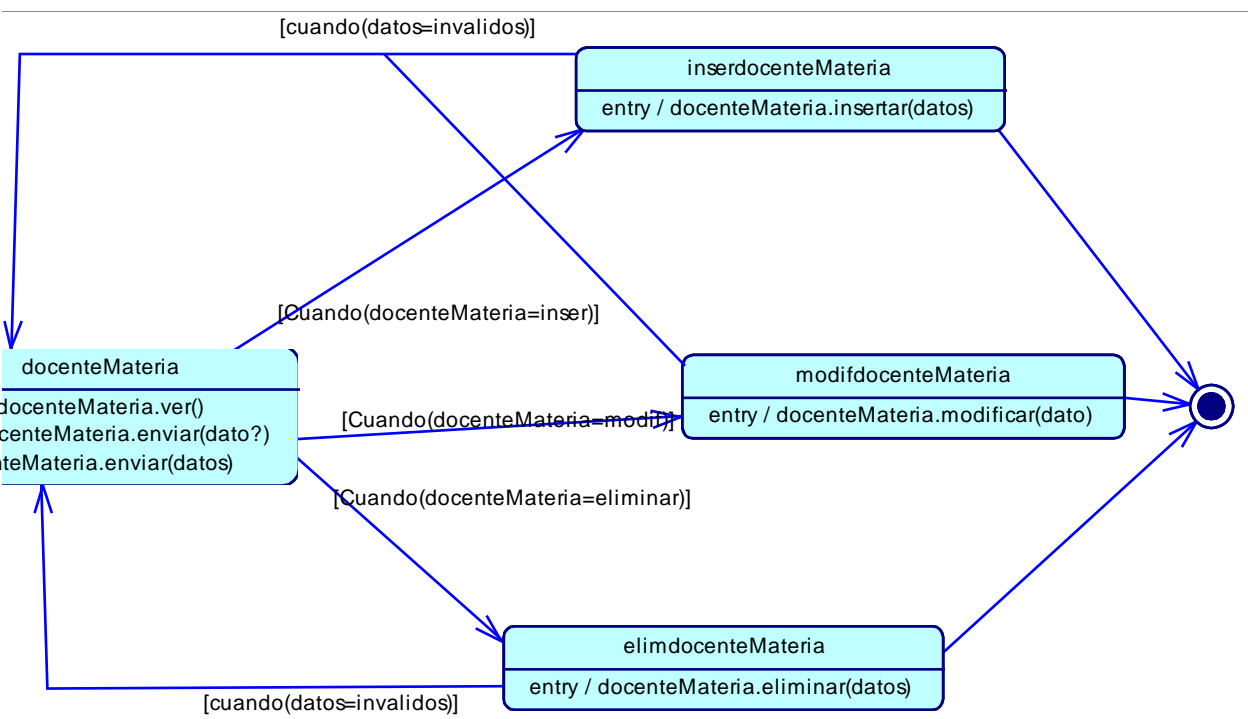 [cuando(datos=invalidos)]
inserdocenteMateria
entry / docenteMateria.insertar(datos)
[Cuando(docenteMateria=inser)]
docenteMateria
docenteMateria.ver()
centeMateria.enviar(dato?)
teMateria.enviar(datos)
modifdocenteMateria
entry / docenteMateria.modificar(dato)
[Cuando(docenteMateria=modif)]
[Cuando(docenteMateria=eliminar)]
elimdocenteMateria
entry / docenteMateria.eliminar(datos)
[cuando(datos=invalidos)]